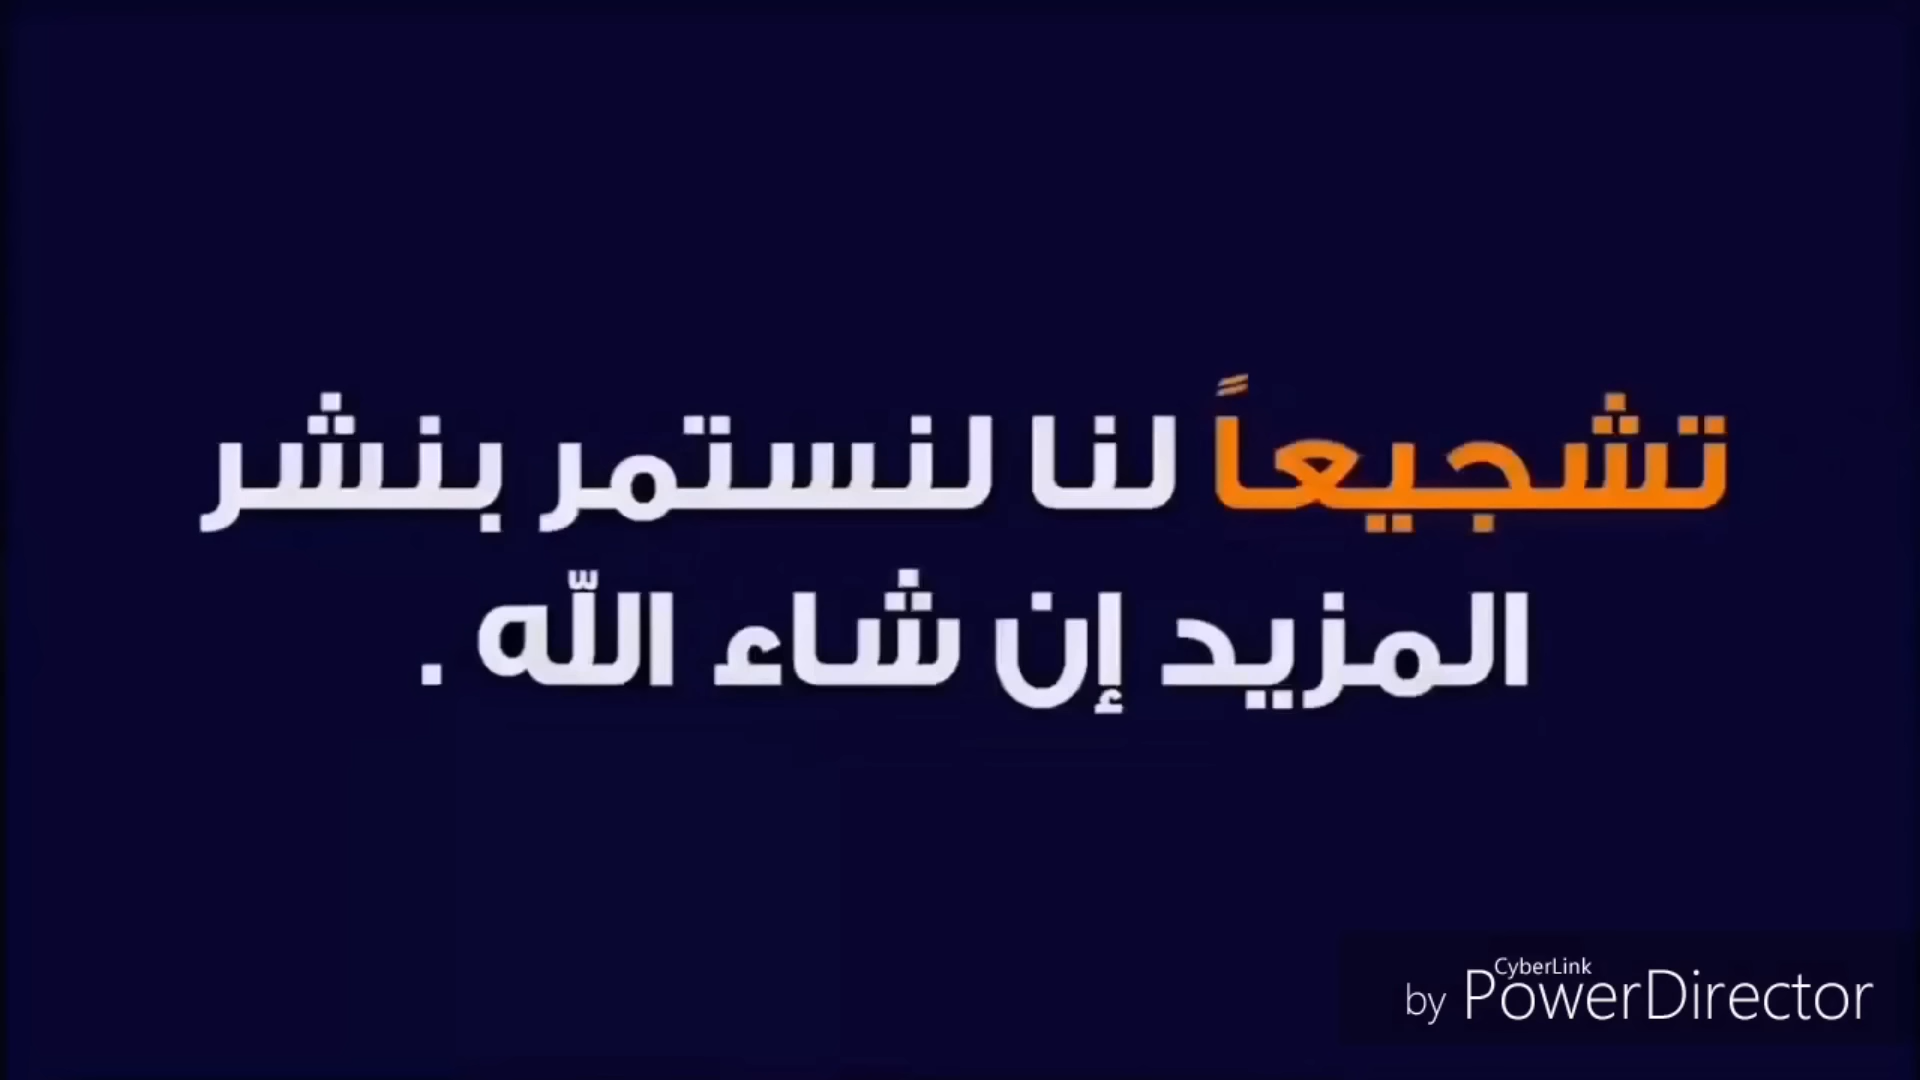 تشجيعاً لنا لنستمر بنشر
المزيد إن شاء اللّه .
CyberLink
by PowerDirector